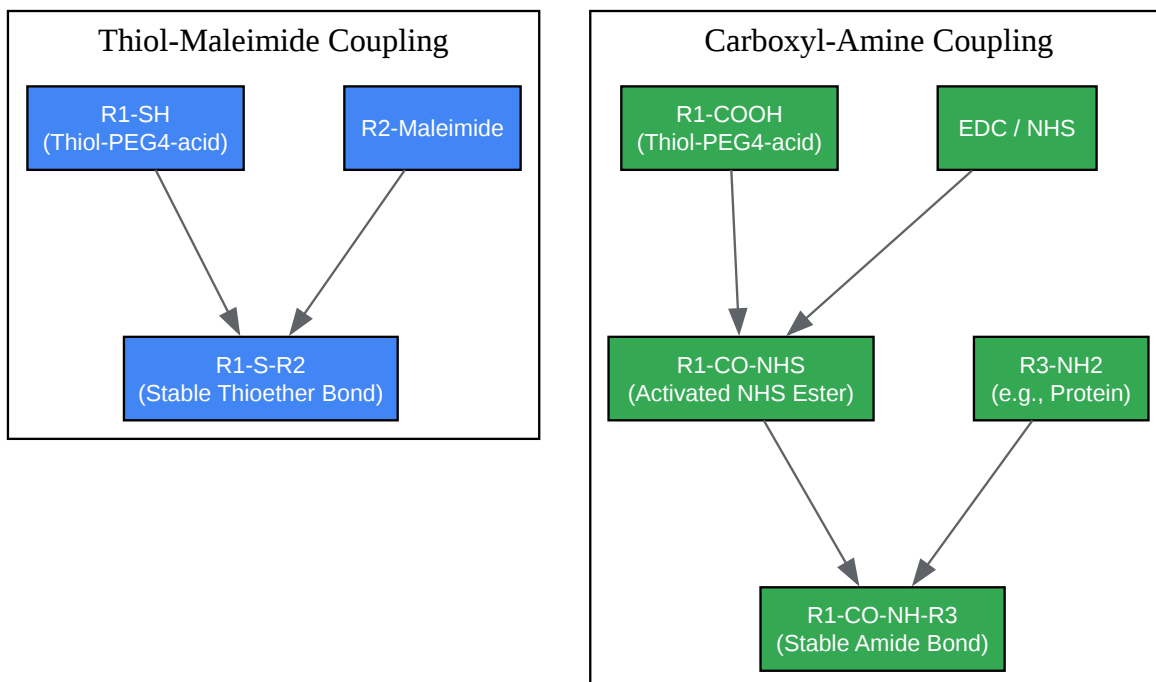 Thiol-Maleimide Coupling
R1-SH
(Thiol-PEG4-acid)
R2-Maleimide
R1-S-R2
(Stable Thioether Bond)
Carboxyl-Amine Coupling
R1-COOH
(Thiol-PEG4-acid)
EDC / NHS
R1-CO-NHS
(Activated NHS Ester)
R3-NH2
(e.g., Protein)
R1-CO-NH-R3
(Stable Amide Bond)